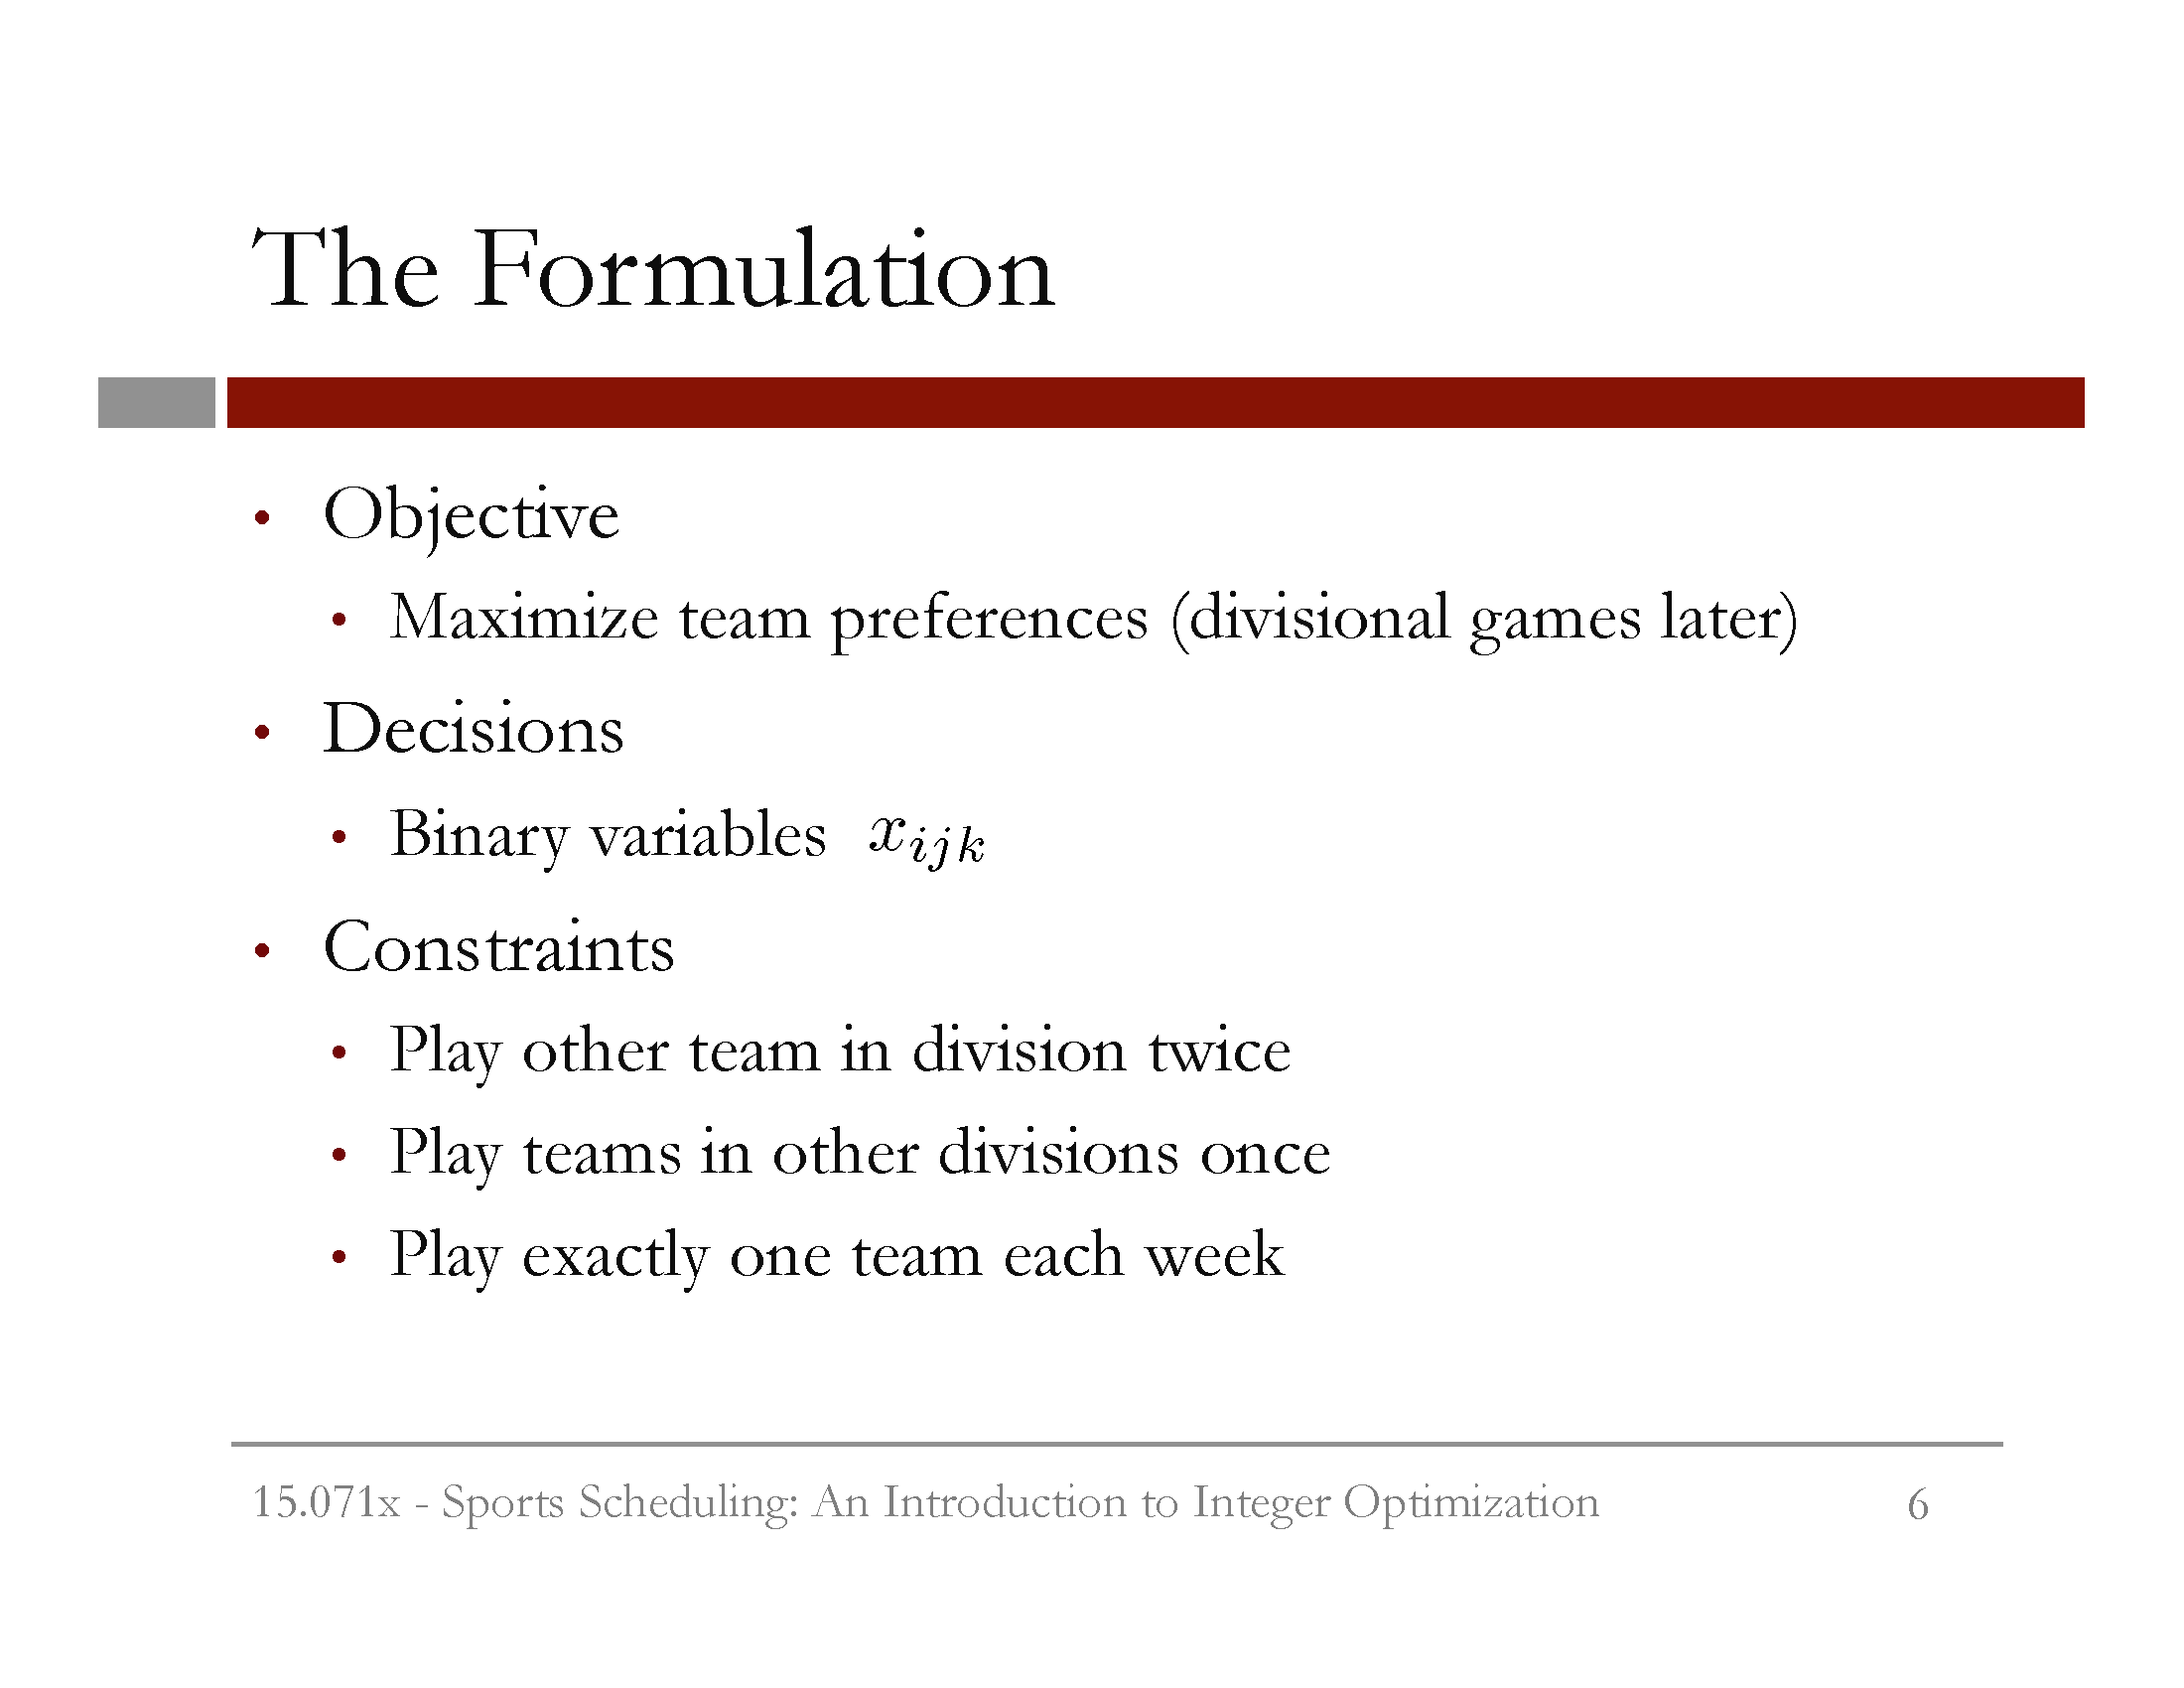 The Formulation
• Objective
• Maximize team preferences (divisional games later)
• Decisions
• Binary variables x_{ijk}
• Constraints
• Play other team in division twice
• Play teams in other divisions once
• Play exactly one team each week
15.071x - Sports Scheduling: An Introduction to Integer Optimization 6